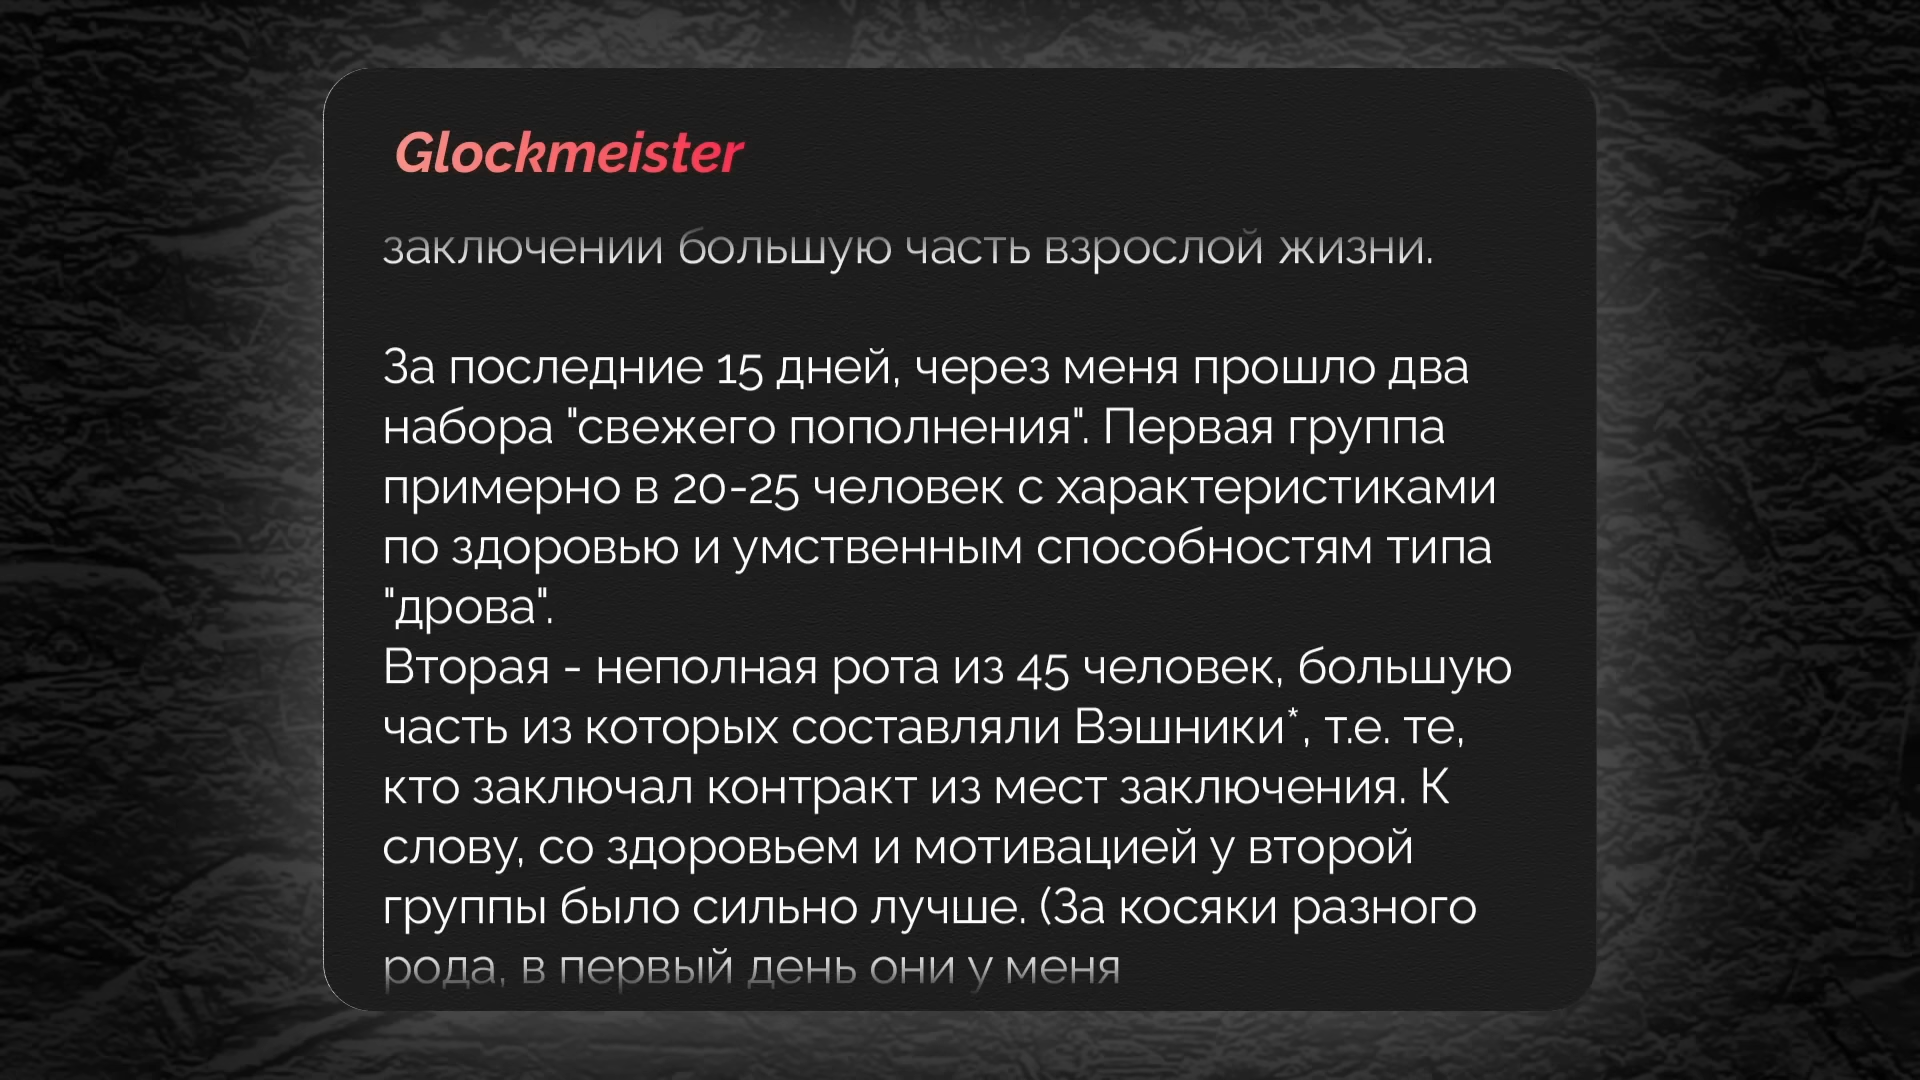 Glockmeister
заключении большую часть взрослой жизни.
За последние 15 дней, через меня прошло два
набора "свежего пополнения". Первая группа
примерно в 20-25 человек с характеристиками
по здоровью и умственным способностям типа
"дрова".
Вторая - неполная рота из 45 человек, большую
часть из которых составляли Вэшники*, т.е. те,
кто заключал контракт из мест заключения. К
слову, со здоровьем и мотивацией у второй
группы было сильно лучше. (За косяки разного
рода, в первый день они у меня